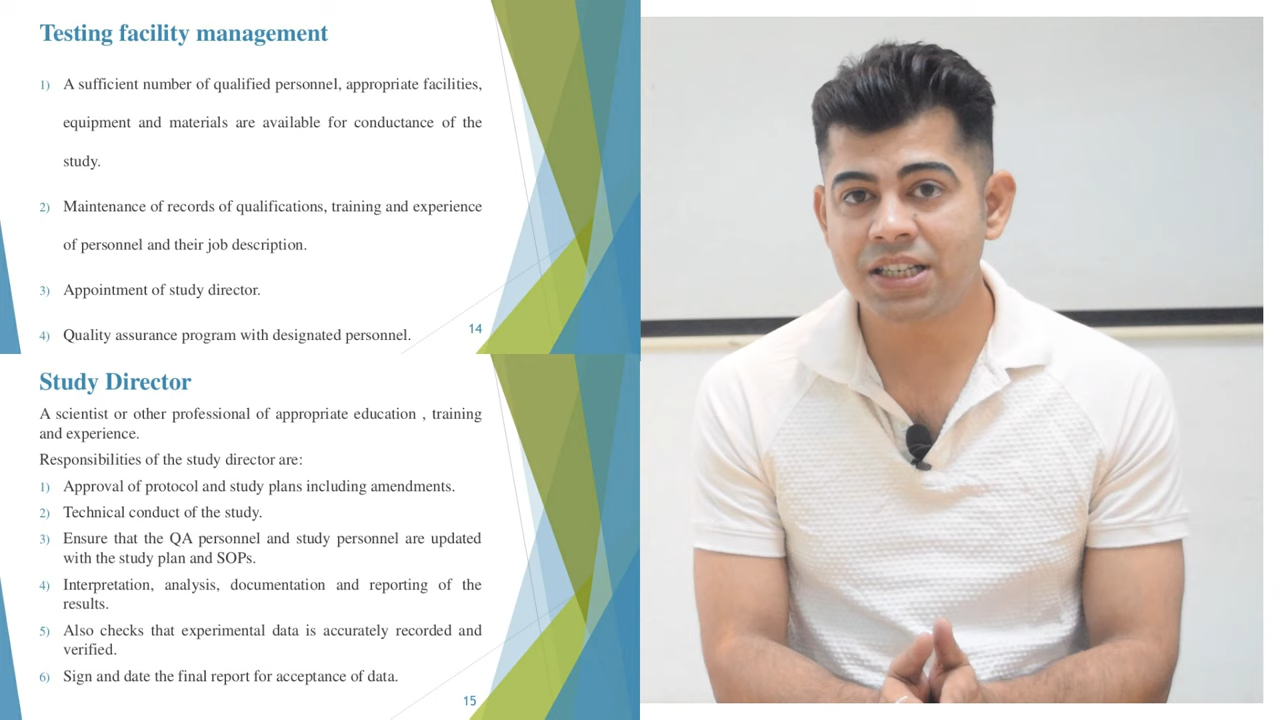 Testing facility management
1) A sufficient number of qualified personnel, appropriate facilities,
equipment and materials are available for conductance of the
study.
2) Maintenance of records of qualifications, training and experience
of personnel and their job description.
3) Appointment of study director.
4) Quality assurance program with designated personnel.
14
Study Director
A scientist or other professional of appropriate education , training
and experience.
Responsibilities of the study director are:
1) Approval of protocol and study plans including amendments.
2) Technical conduct of the study.
3) Ensure that the QA personnel and study personnel are updated
with the study plan and SOPs.
4) Interpretation, analysis, documentation and reporting of the
results.
5) Also checks that experimental data is accurately recorded and
verified.
6) Sign and date the final report for acceptance of data.
15